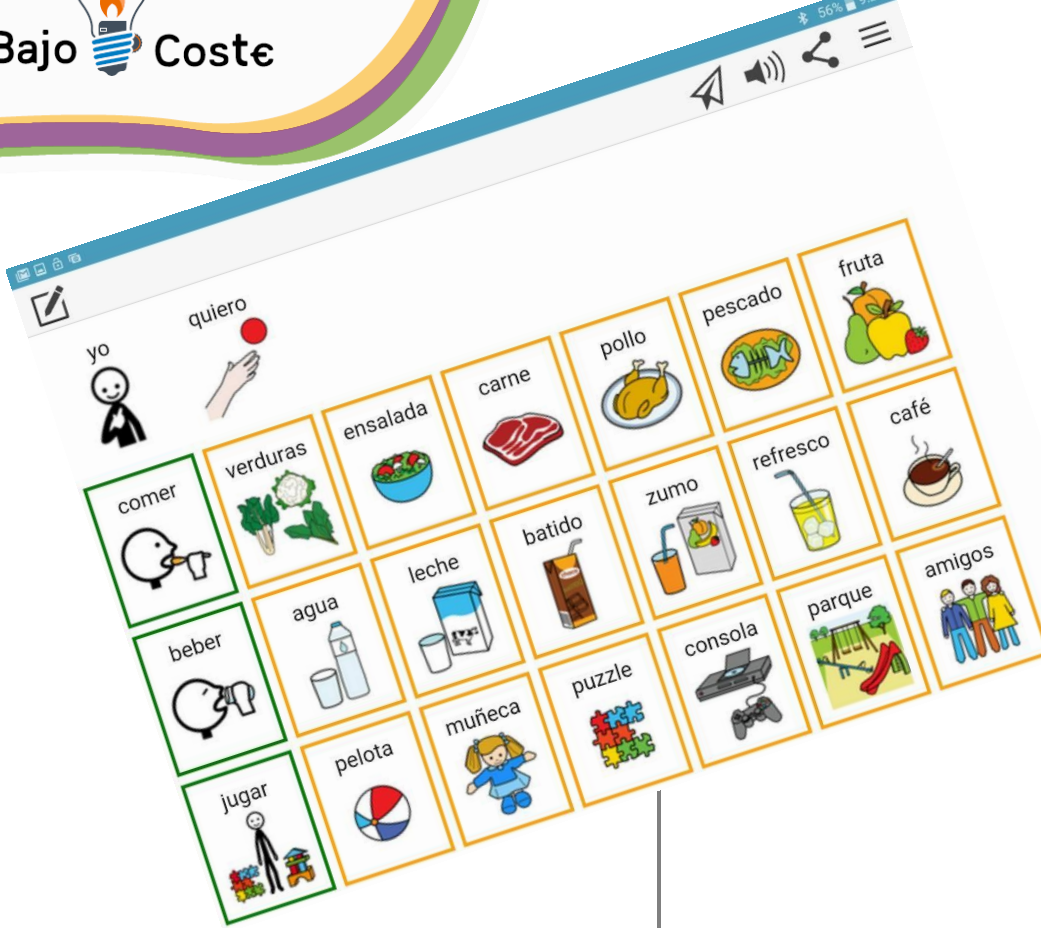 Bajo Coste
56%
yo
quiero
comer
verduras
ensalada
carne
pollo
pescado
fruta
beber
agua
leche
batido
zumo
refresco
café
jugar
pelota
muñeca
puzzle
consola
parque
amigos